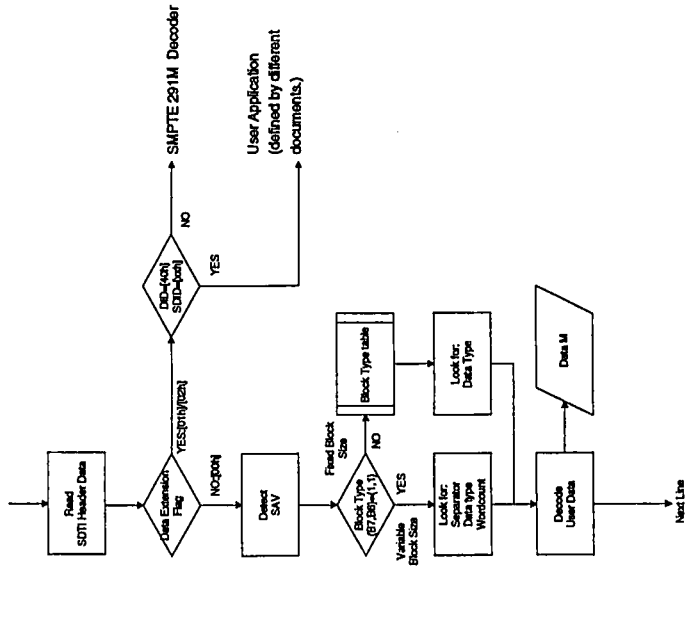 Read
SDTI Header Data
Data Extension
Flag
YES:[01h]/[02h]
NO:[00h]
DID=[40h]
SDID=[xxh]
NO
SMPTE 291M Decoder
YES
User Application
(defined by different
documents.)
Detect
SAV
Block Type
(B7,B6)={1,1}
Fixed Block
Size
NO
Block Type table
Variable
Block Size
YES
Look for:
Separator
Data type
Wordcount
Look for:
Data Type
Decode
User Data
Data M
Next Line